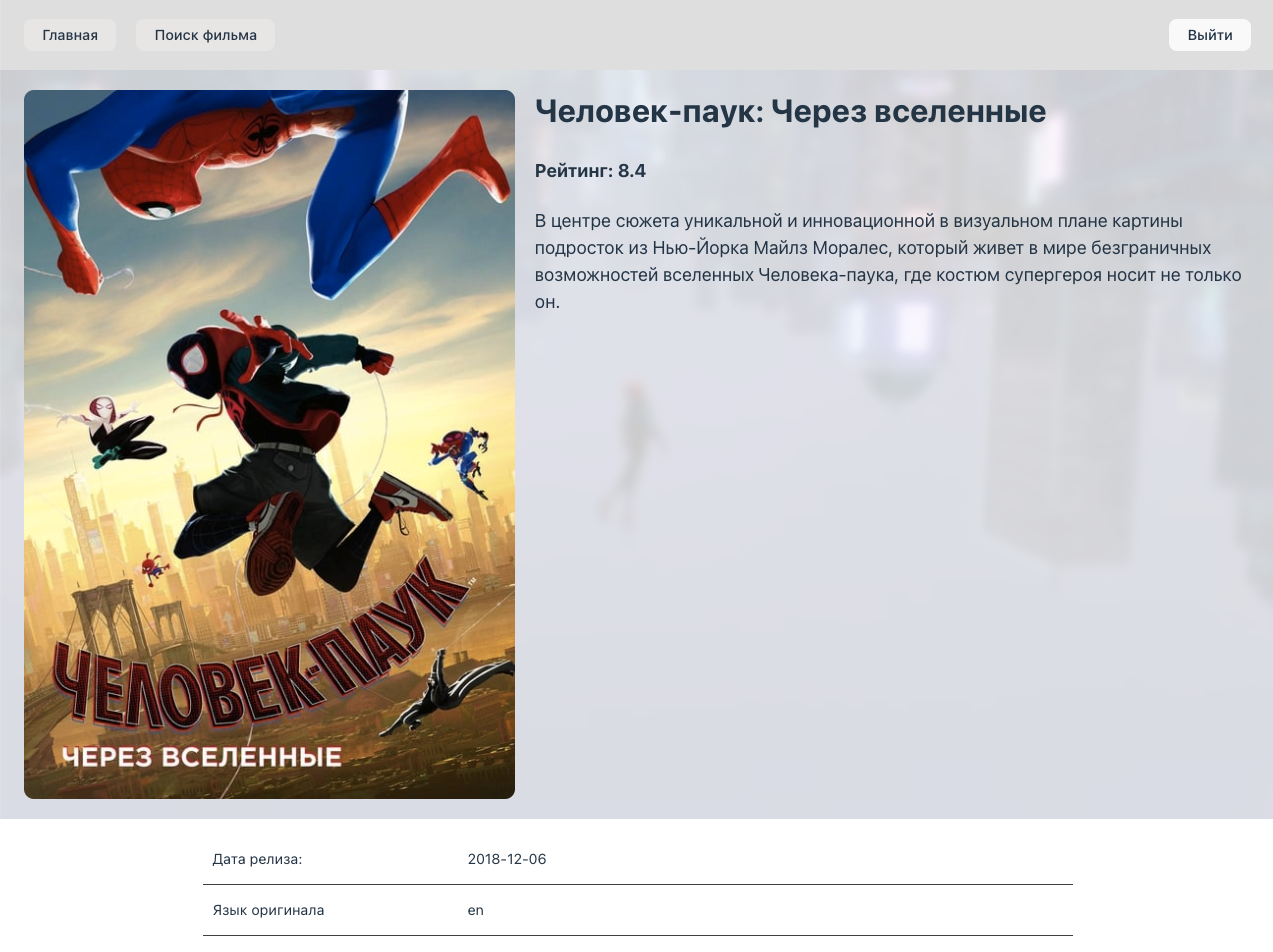 Главная
Поиск фильма
Выйти
Человек-паук: Через вселенные
Рейтинг: 8.4
В центре сюжета уникальной и инновационной в визуальном плане картины
подросток из Нью-Йорка Майлз Моралес, который живет в мире безграничных
возможностей вселенных Человека-паука, где костюм супергероя носит не только
он.
ЧЕЛОВЕК-ПАУК™
ЧЕРЕЗ ВСЕЛЕННЫЕ
Дата релиза: 2018-12-06
Язык оригинала en